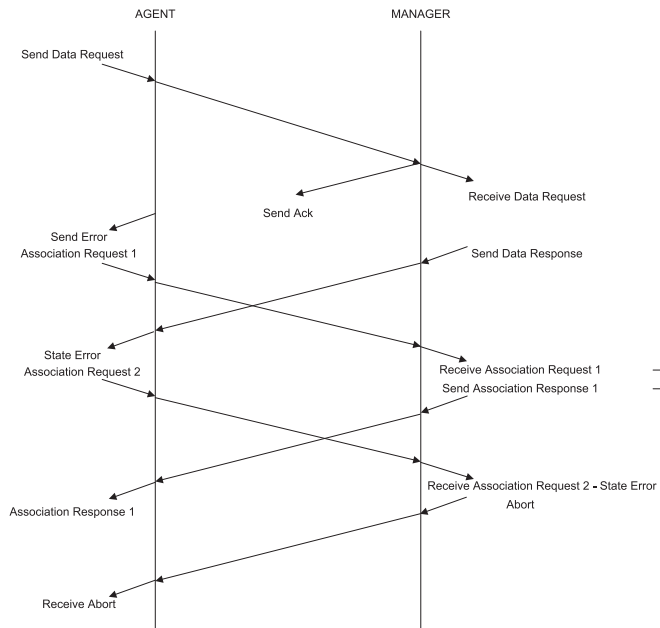 AGENT
MANAGER
Send Data Request
Receive Data Request
Send Ack
Send Error
Association Request 1
Send Data Response
State Error
Association Request 2
Receive Association Request 1
Send Association Response 1
Association Response 1
Receive Association Request 2 - State Error
Abort
Receive Abort